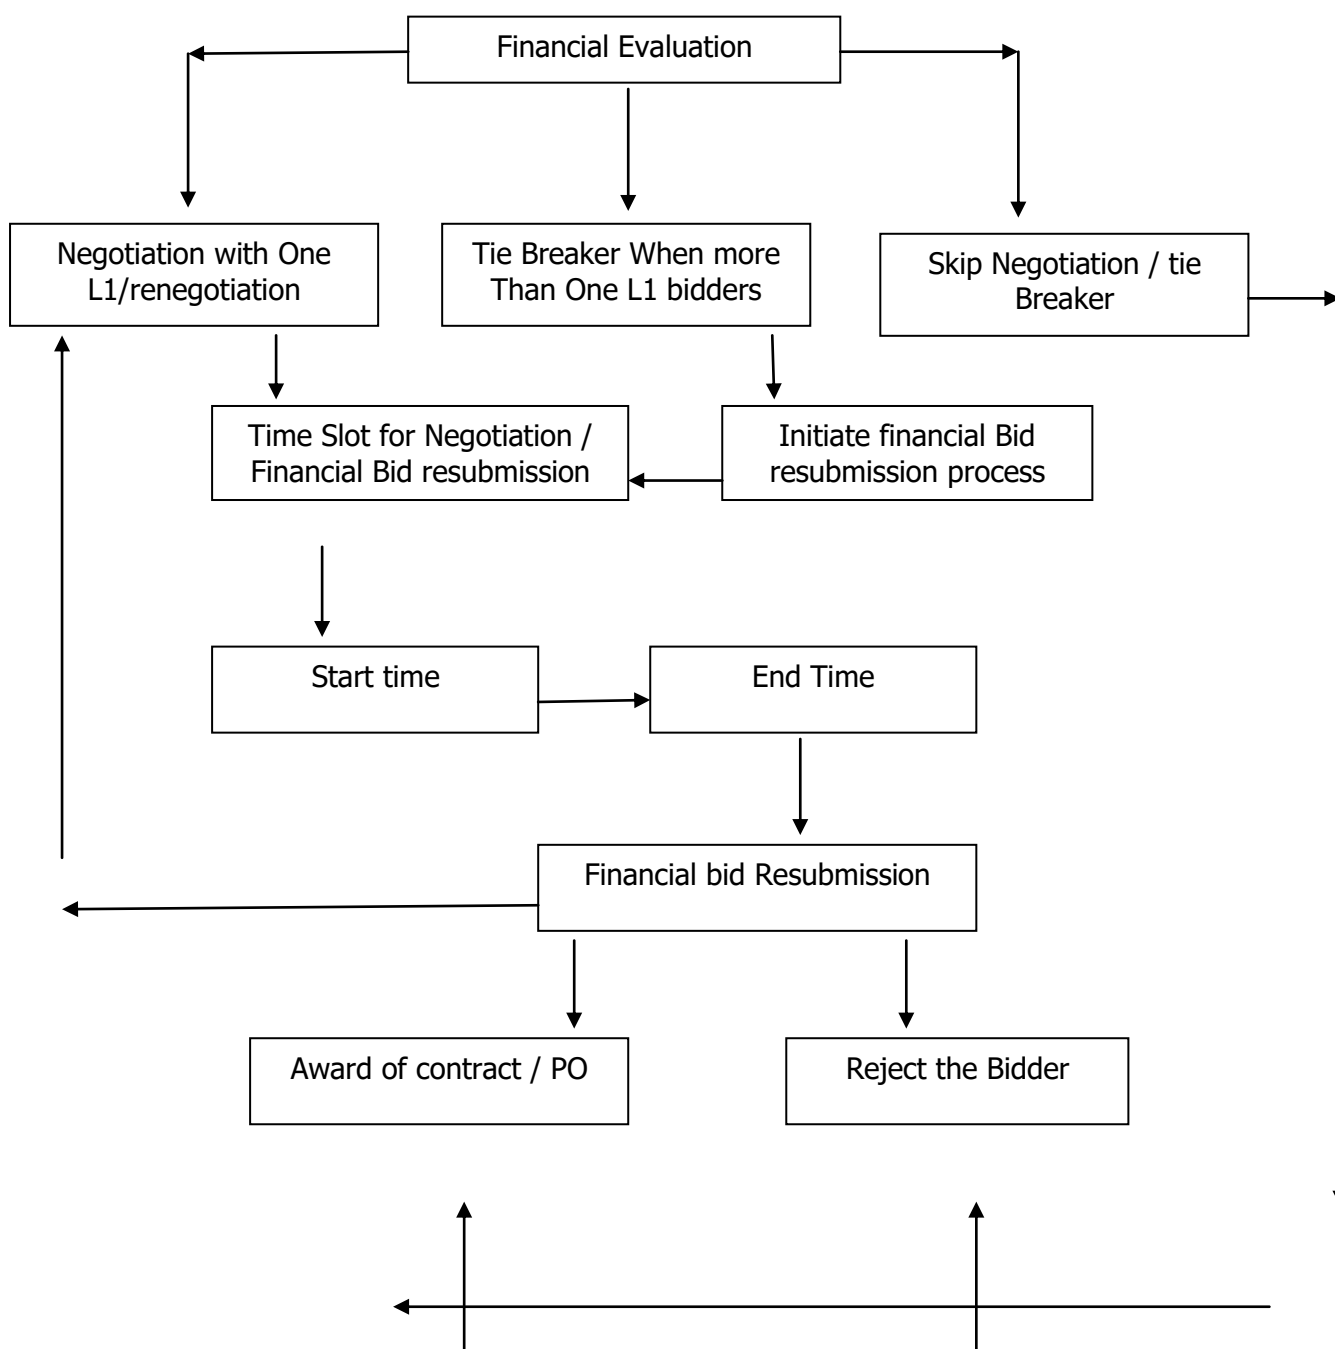 Financial Evaluation
Negotiation with One
L1/renegotiation
Tie Breaker When more
Than One L1 bidders
Skip Negotiation / tie
Breaker
Time Slot for Negotiation /
Financial Bid resubmission
Initiate financial Bid
resubmission process
Start time
End Time
Financial bid Resubmission
Award of contract / PO
Reject the Bidder